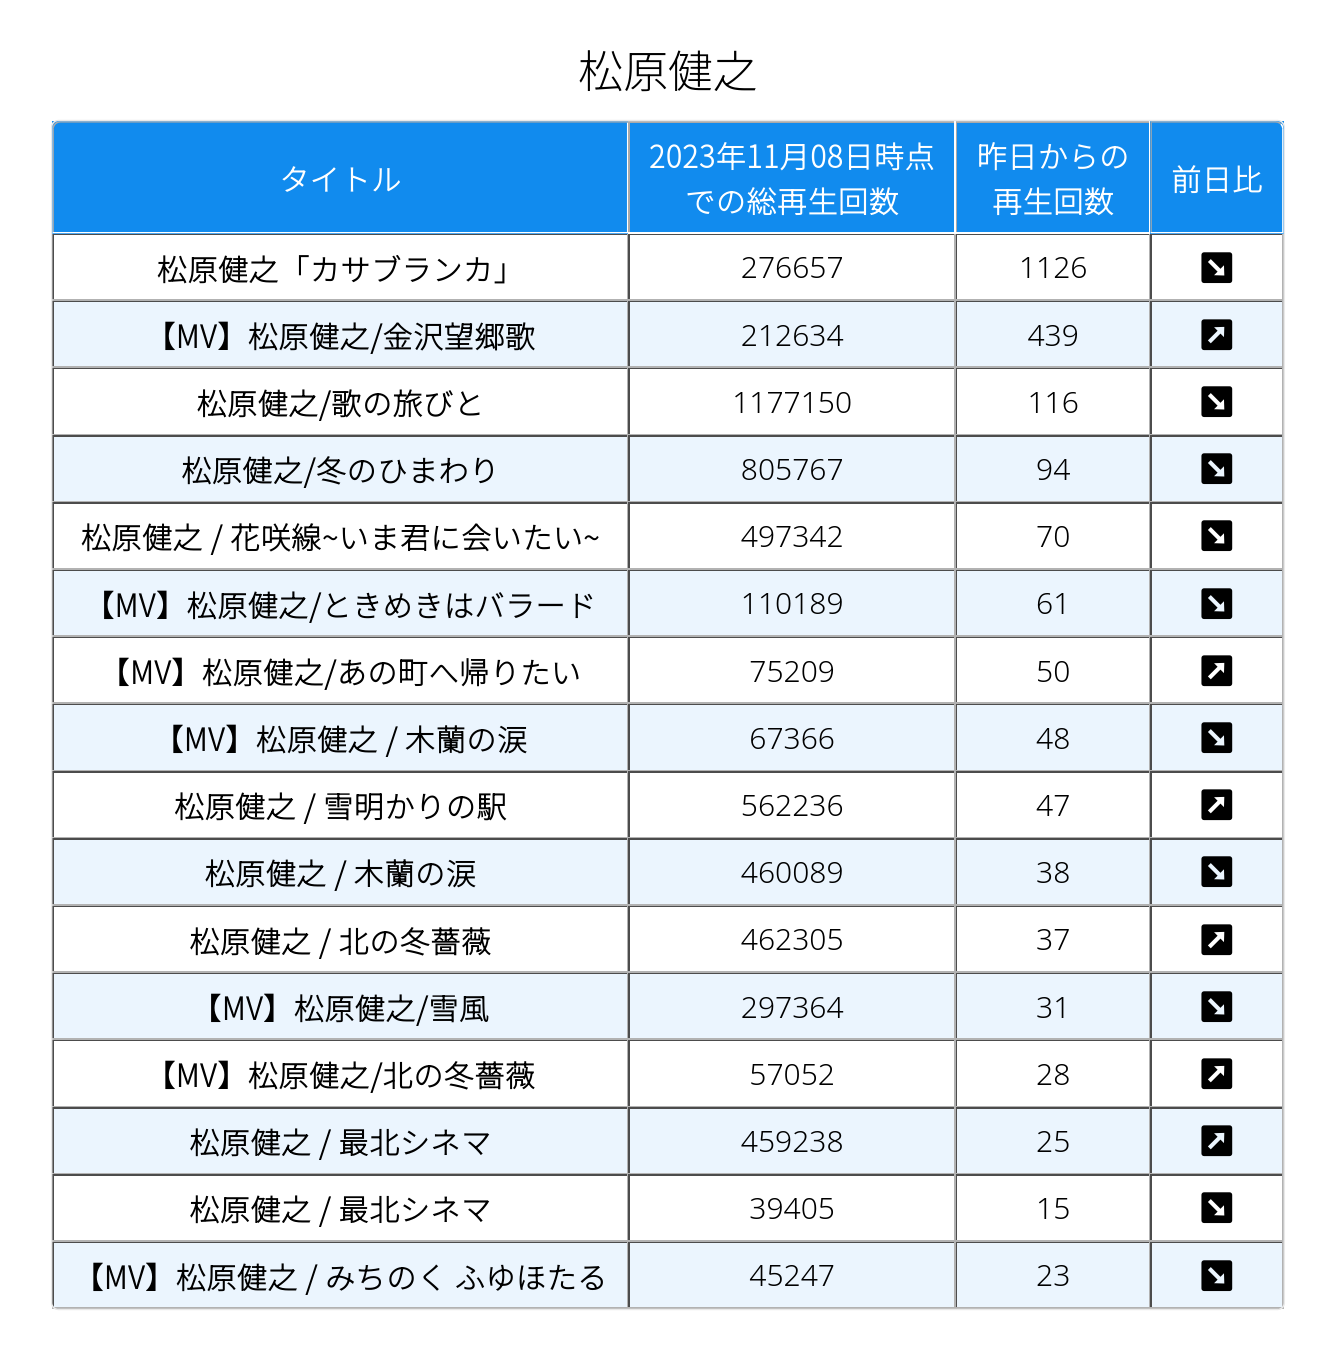 松原健之
タイトル 2023年11月08日時点での総再生回数 昨日からの再生回数 前日比
松原健之「カサブランカ」 276657 1126 ↘
【MV】松原健之/金沢望郷歌 212634 439 ↗
松原健之/歌の旅びと 1177150 116 ↘
松原健之/冬のひまわり 805767 94 ↘
松原健之 / 花咲線~いま君に会いたい~ 497342 70 ↘
【MV】松原健之/ときめきはバラード 110189 61 ↘
【MV】松原健之/あの町へ帰りたい 75209 50 ↗
【MV】松原健之 / 木蘭の涙 67366 48 ↘
松原健之 / 雪明かりの駅 562236 47 ↗
松原健之 / 木蘭の涙 460089 38 ↘
松原健之 / 北の冬薔薇 462305 37 ↗
【MV】松原健之/雪風 297364 31 ↘
【MV】松原健之/北の冬薔薇 57052 28 ↗
松原健之 / 最北シネマ 459238 25 ↗
松原健之 / 最北シネマ 39405 15 ↘
【MV】松原健之 / みちのく ふゆほたる 45247 23 ↘